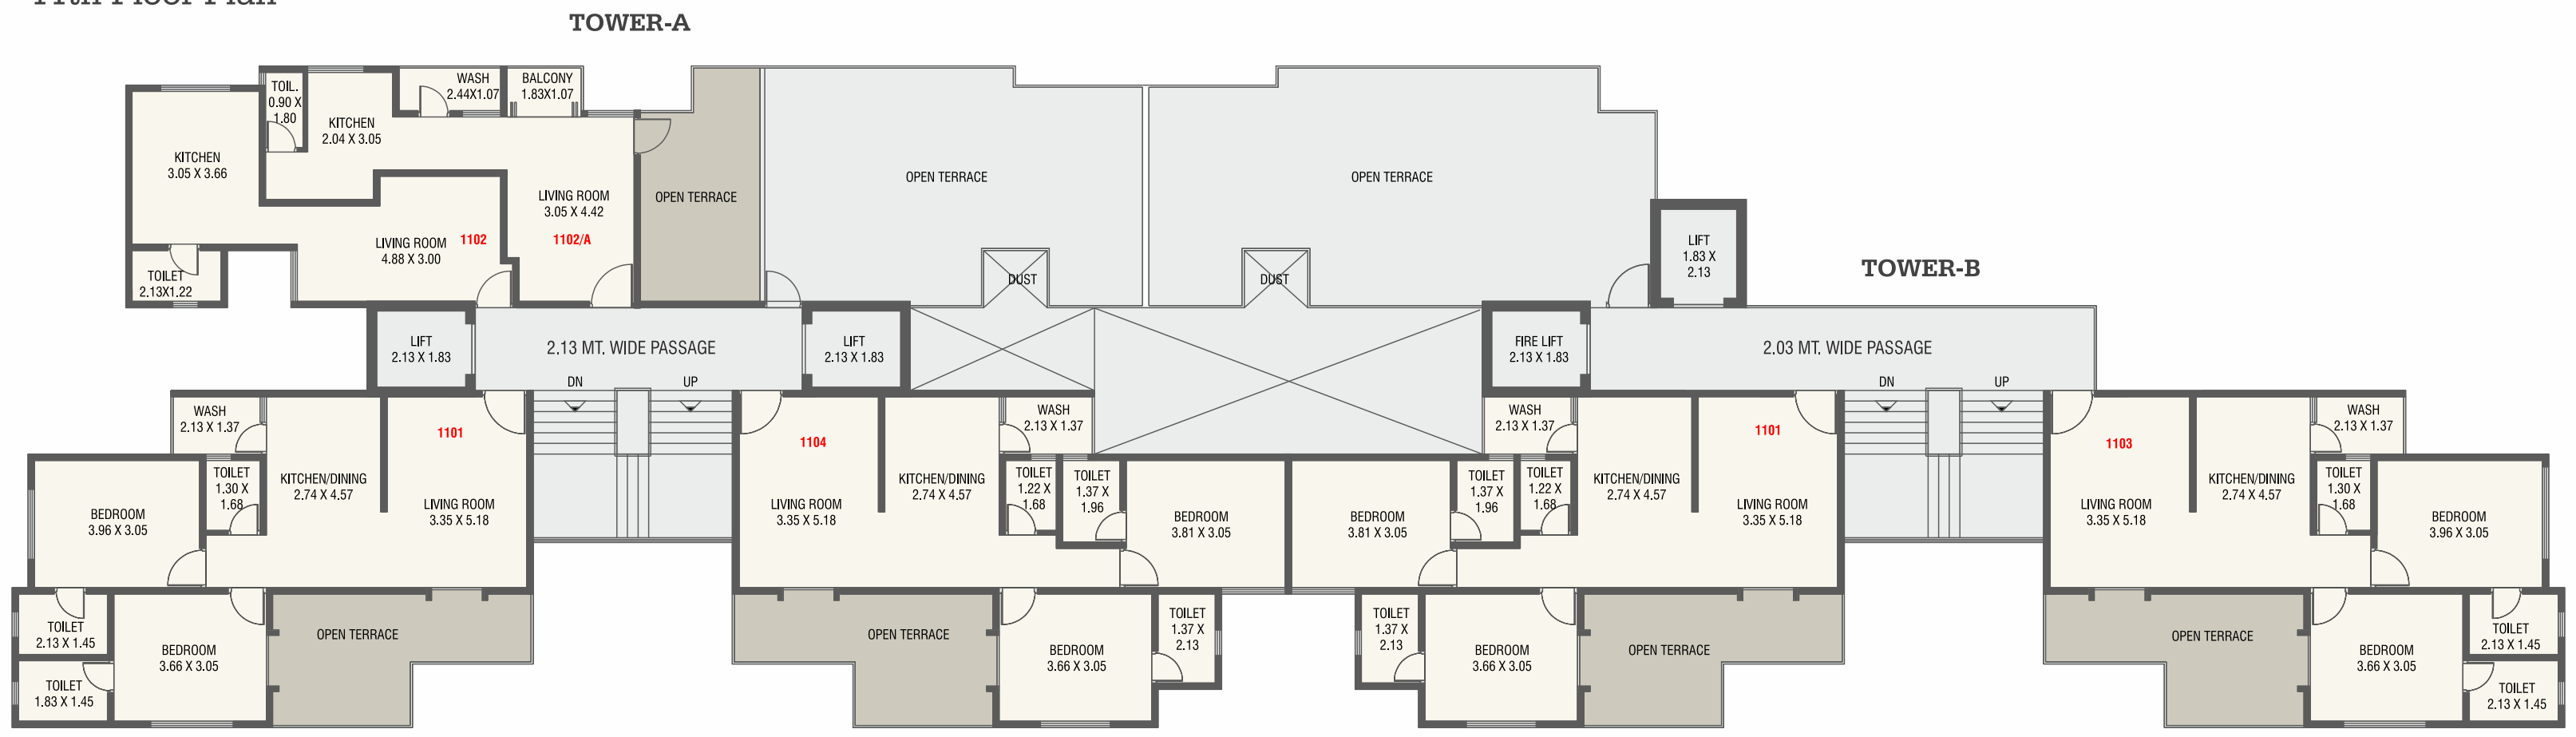 11th Floor Plan
TOWER-A
TOIL.
0.90 X
1.80
WASH
2.44X1.07
BALCONY
1.83X1.07
KITCHEN
2.04 X 3.05
KITCHEN
3.05 X 3.66
LIVING ROOM
3.05 X 4.42
1102/A
OPEN TERRACE
OPEN TERRACE
OPEN TERRACE
LIVING ROOM
4.88 X 3.00
1102
TOILET
2.13X1.22
DUST
DUST
LIFT
1.83 X
2.13
TOWER-B
LIFT
2.13 X 1.83
2.13 MT. WIDE PASSAGE
LIFT
2.13 X 1.83
FIRE LIFT
2.13 X 1.83
2.03 MT. WIDE PASSAGE
DN
UP
DN
UP
WASH
2.13 X 1.37
1101
1104
WASH
2.13 X 1.37
WASH
2.13 X 1.37
1101
1103
WASH
2.13 X 1.37
TOILET
1.30 X
1.68
KITCHEN/DINING
2.74 X 4.57
LIVING ROOM
3.35 X 5.18
BEDROOM
3.96 X 3.05
LIVING ROOM
3.35 X 5.18
KITCHEN/DINING
2.74 X 4.57
TOILET
1.22 X
1.68
TOILET
1.37 X
1.96
BEDROOM
3.81 X 3.05
BEDROOM
3.81 X 3.05
TOILET
1.37 X
1.96
TOILET
1.22 X
1.68
KITCHEN/DINING
2.74 X 4.57
LIVING ROOM
3.35 X 5.18
LIVING ROOM
3.35 X 5.18
KITCHEN/DINING
2.74 X 4.57
TOILET
1.30 X
1.68
BEDROOM
3.96 X 3.05
TOILET
2.13 X 1.45
TOILET
1.83 X 1.45
BEDROOM
3.66 X 3.05
OPEN TERRACE
OPEN TERRACE
BEDROOM
3.66 X 3.05
TOILET
1.37 X
2.13
TOILET
1.37 X
2.13
BEDROOM
3.66 X 3.05
OPEN TERRACE
OPEN TERRACE
BEDROOM
3.66 X 3.05
TOILET
2.13 X 1.45
TOILET
2.13 X 1.45